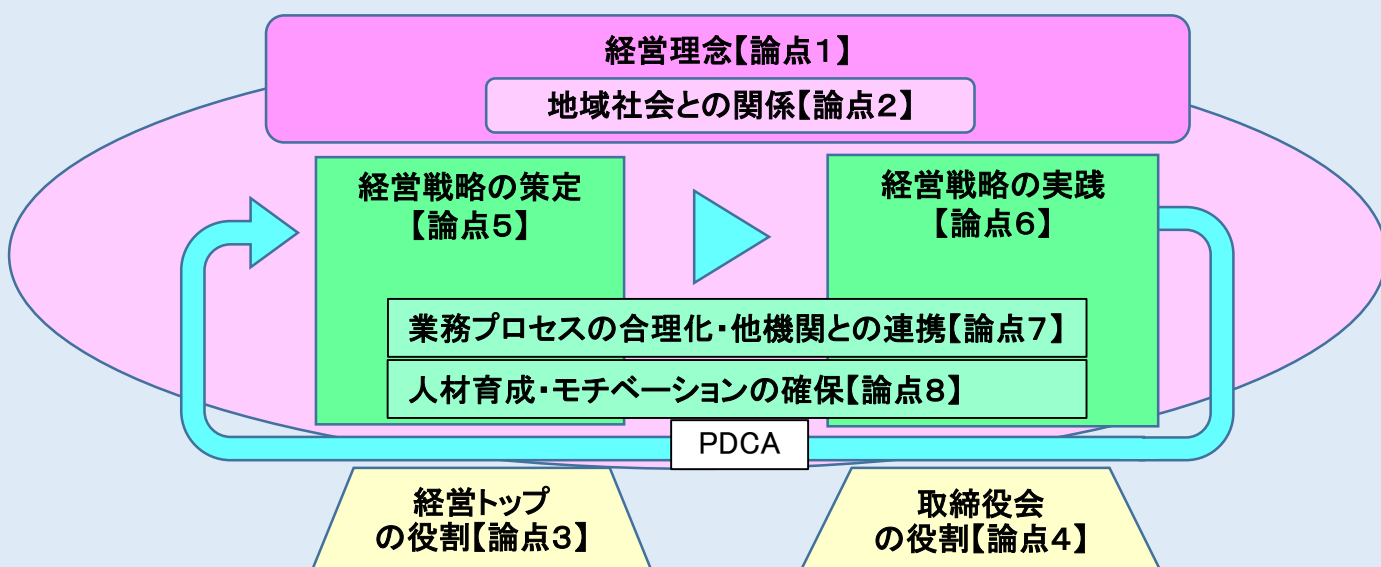 経営理念【論点１】
地域社会との関係【論点２】
経営戦略の策定
【論点５】
経営戦略の実践
【論点６】
業務プロセスの合理化・他機関との連携【論点７】
人材育成・モチベーションの確保【論点８】
PDCA
経営トップ
の役割【論点３】
取締役会
の役割【論点４】